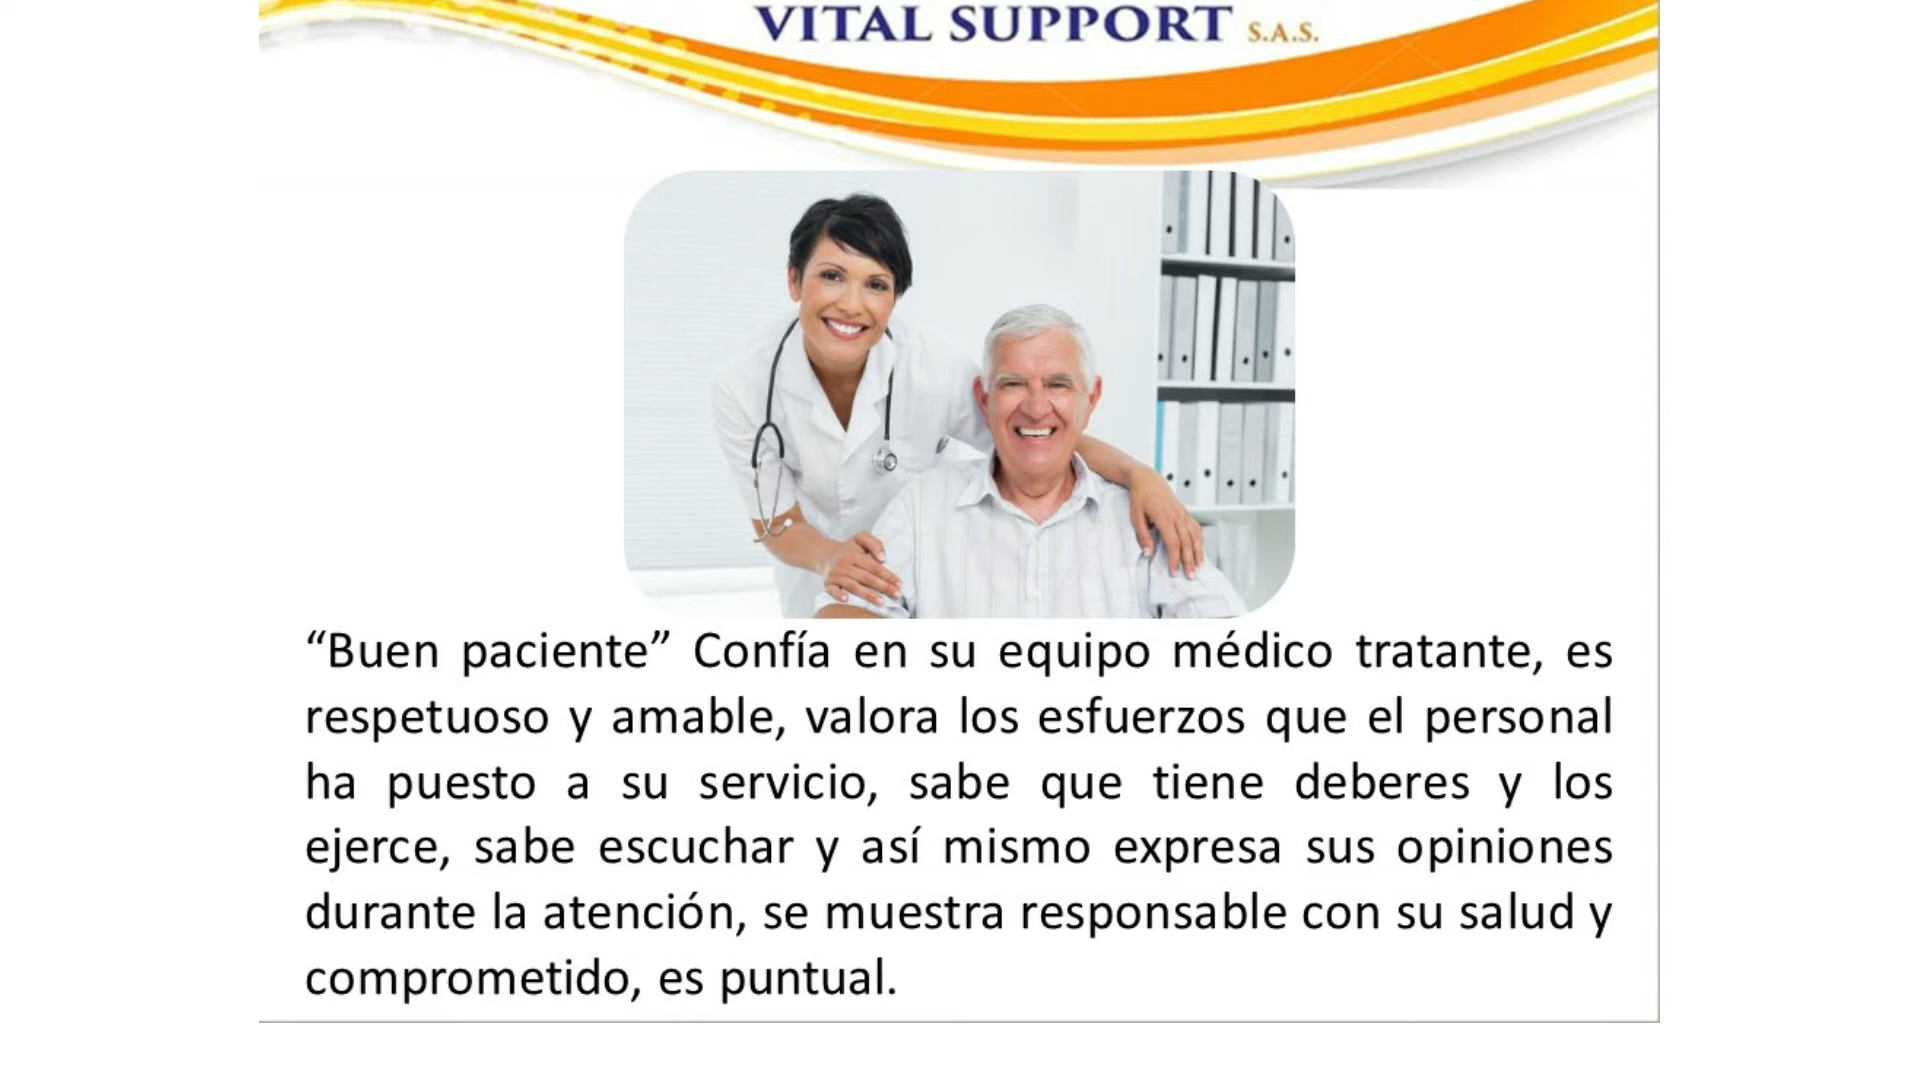 VITAL SUPPORT S.A.S.
“Buen paciente” Confía en su equipo médico tratante, es
respetuoso y amable, valora los esfuerzos que el personal
ha puesto a su servicio, sabe que tiene deberes y los
ejerce, sabe escuchar y así mismo expresa sus opiniones
durante la atención, se muestra responsable con su salud y
comprometido, es puntual.